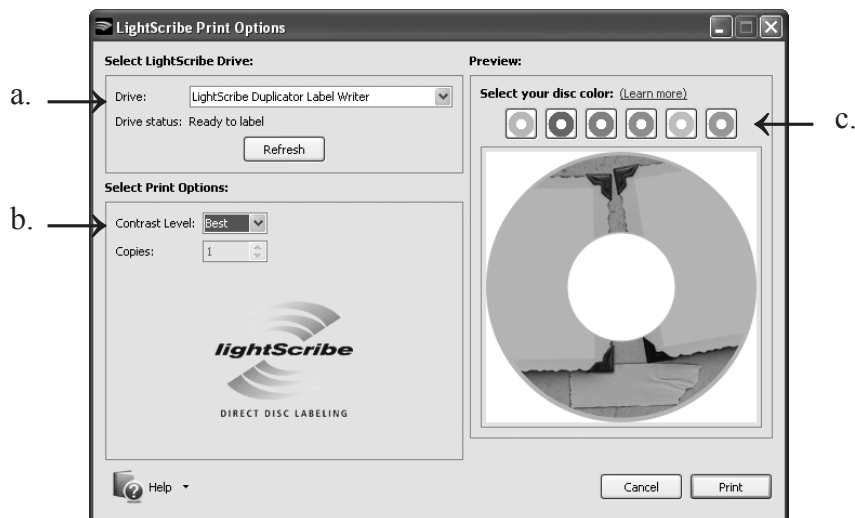 LightScribe Print Options
Select LightScribe Drive:
a.
Drive: LightScribe Duplicator Label Writer
Drive status: Ready to label
Refresh
Select Print Options:
b.
Contrast Level: Best
Copies: 1
lightScribe
DIRECT DISC LABELING
Help
Preview:
Select your disc color: (Learn more)
c.
Cancel Print